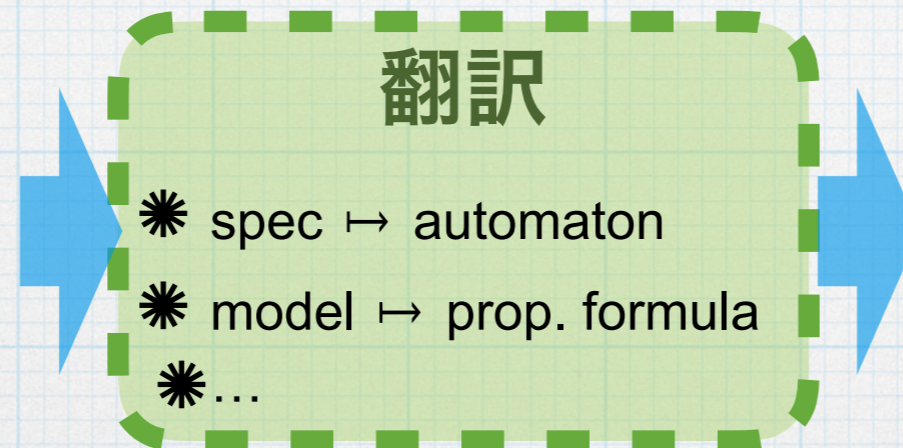 翻訳
✺ spec ↦ automaton
✺ model ↦ prop. formula
✺…